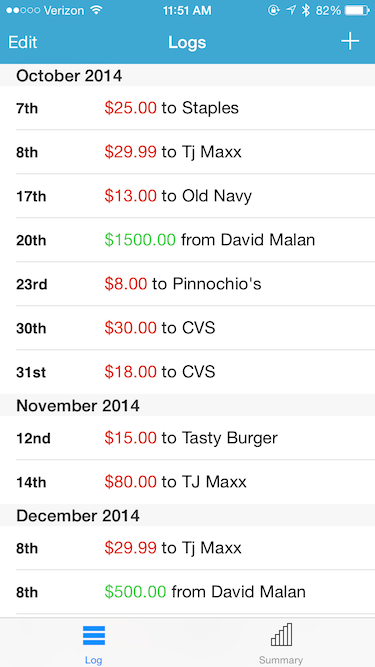 Verizon 11:51 AM 82%
Edit Logs +
October 2014
7th $25.00 to Staples
8th $29.99 to Tj Maxx
17th $13.00 to Old Navy
20th $1500.00 from David Malan
23rd $8.00 to Pinnochio's
30th $30.00 to CVS
31st $18.00 to CVS
November 2014
12nd $15.00 to Tasty Burger
14th $80.00 to TJ Maxx
December 2014
8th $29.99 to Tj Maxx
8th $500.00 from David Malan
Log Summary